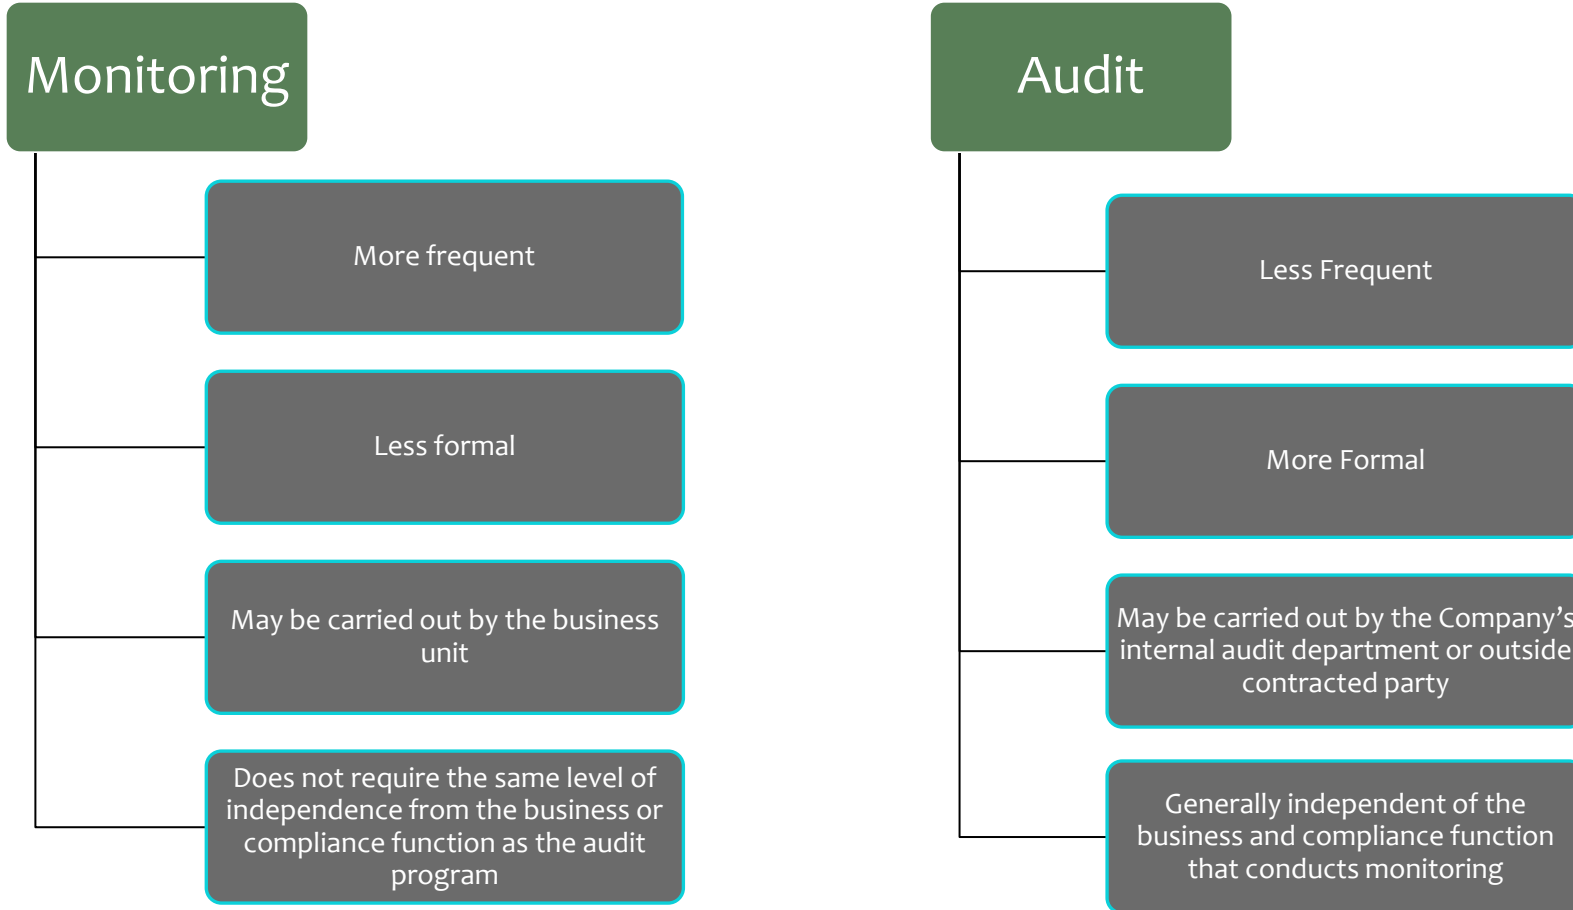 Monitoring
More frequent
Less formal
May be carried out by the business
unit
Does not require the same level of
independence from the business or
compliance function as the audit
program
Audit
Less Frequent
More Formal
May be carried out by the Company’s
internal audit department or outside
contracted party
Generally independent of the
business and compliance function
that conducts monitoring